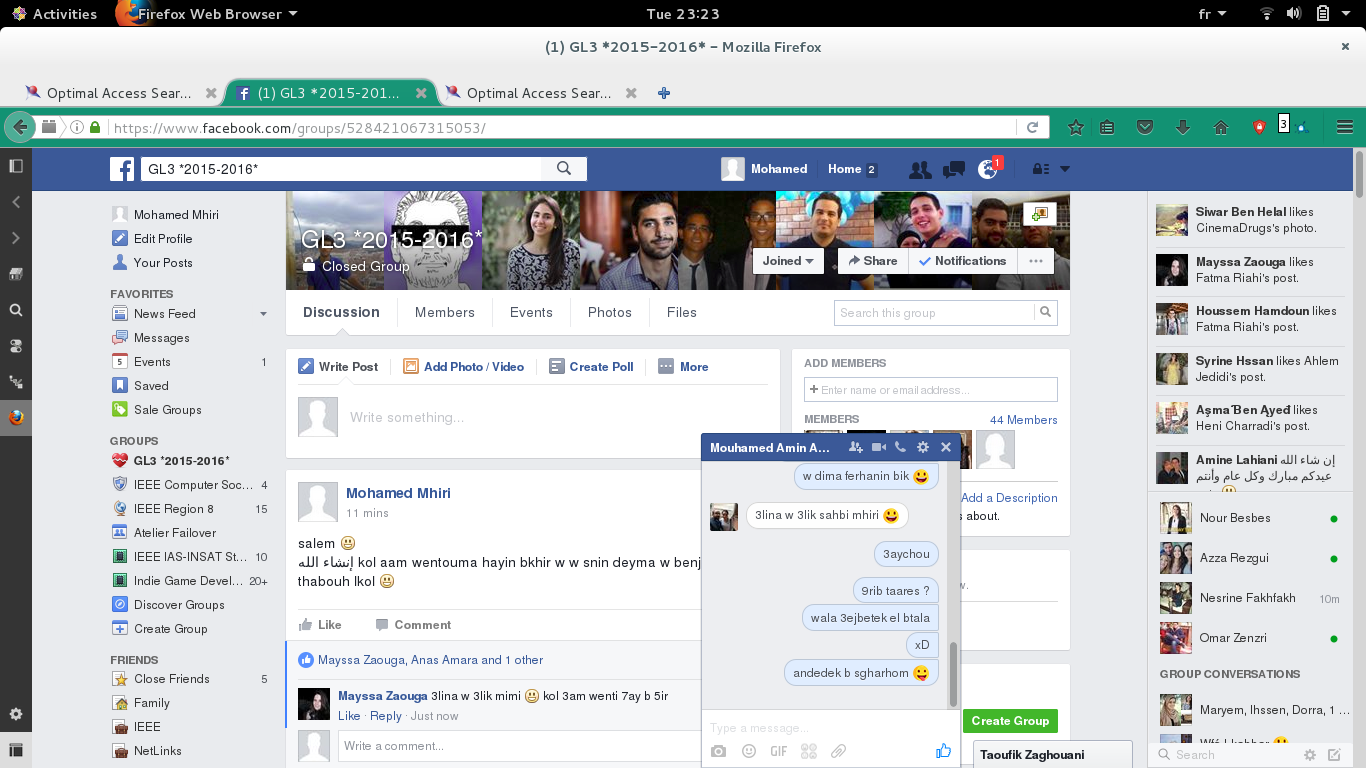 Activities Firefox Web Browser Tue 23:23 fr
(1) GL3 *2015-2016* - Mozilla Firefox
Optimal Access Sear... (1) GL3 *2015-201... Optimal Access Sear...
https://www.facebook.com/groups/528421067315053/ 3
GL3 *2015-2016* Mohamed Home 2 1
Mohamed Mhiri
Edit Profile
Your Posts
FAVORITES
News Feed
Messages
Events 1
Saved
Sale Groups
GROUPS
GL3 *2015-2016*
IEEE Computer Soc... 4
IEEE Region 8 15
Atelier Failover
IEEE IAS-INSAT St... 10
Indie Game Devel... 20+
Discover Groups
Create Group
FRIENDS
Close Friends 5
Family
IEEE
NetLinks
GL3 *2015-2016*
Closed Group
Joined Share Notifications ...
Discussion Members Events Photos Files Search this group
Write Post Add Photo / Video Create Poll More
Write something...
Mohamed Mhiri
11 mins
salem
إنشاء الله kol aam wentouma hayin bkhir w w snin deyma w benj
thabouh lkol
Like Comment
Mayssa Zaouga, Anas Amara and 1 other
Mayssa Zaouga 3lina w 3lik mimi kol 3am wenti 7ay b 5ir
Like · Reply · Just now
Write a comment...
ADD MEMBERS
+ Enter name or email address...
MEMBERS 44 Members
Add a Description
s about.
w.
Create Group
Mouhamed Amin A...
w dima ferhanin bik
3lina w 3lik sahbi mhiri
3aychou
9rib taares ?
wala 3ejbetek el btala
xD
andedek b sgharhom
Type a message...
GIF
Taoufik Zaghouani
Siwar Ben Helal likes
CinemaDrugs's photo.
Mayssa Zaouga likes
Fatma Riahi's post.
Houssem Hamdoun likes
Fatma Riahi's post.
Syrine Hssan likes Ahlem
Jedidi's post.
Aşma Ben Ąyeđ likes
Heni Charradi's post.
Amine Lahiani إن شاء الله
عيدكم مبارك وكل عام وأنتم
Nour Besbes
Azza Rezgui
Nesrine Fakhfakh 10m
Omar Zenzri
GROUP CONVERSATIONS
Maryem, Ihssen, Dorra, 1 ...
Search